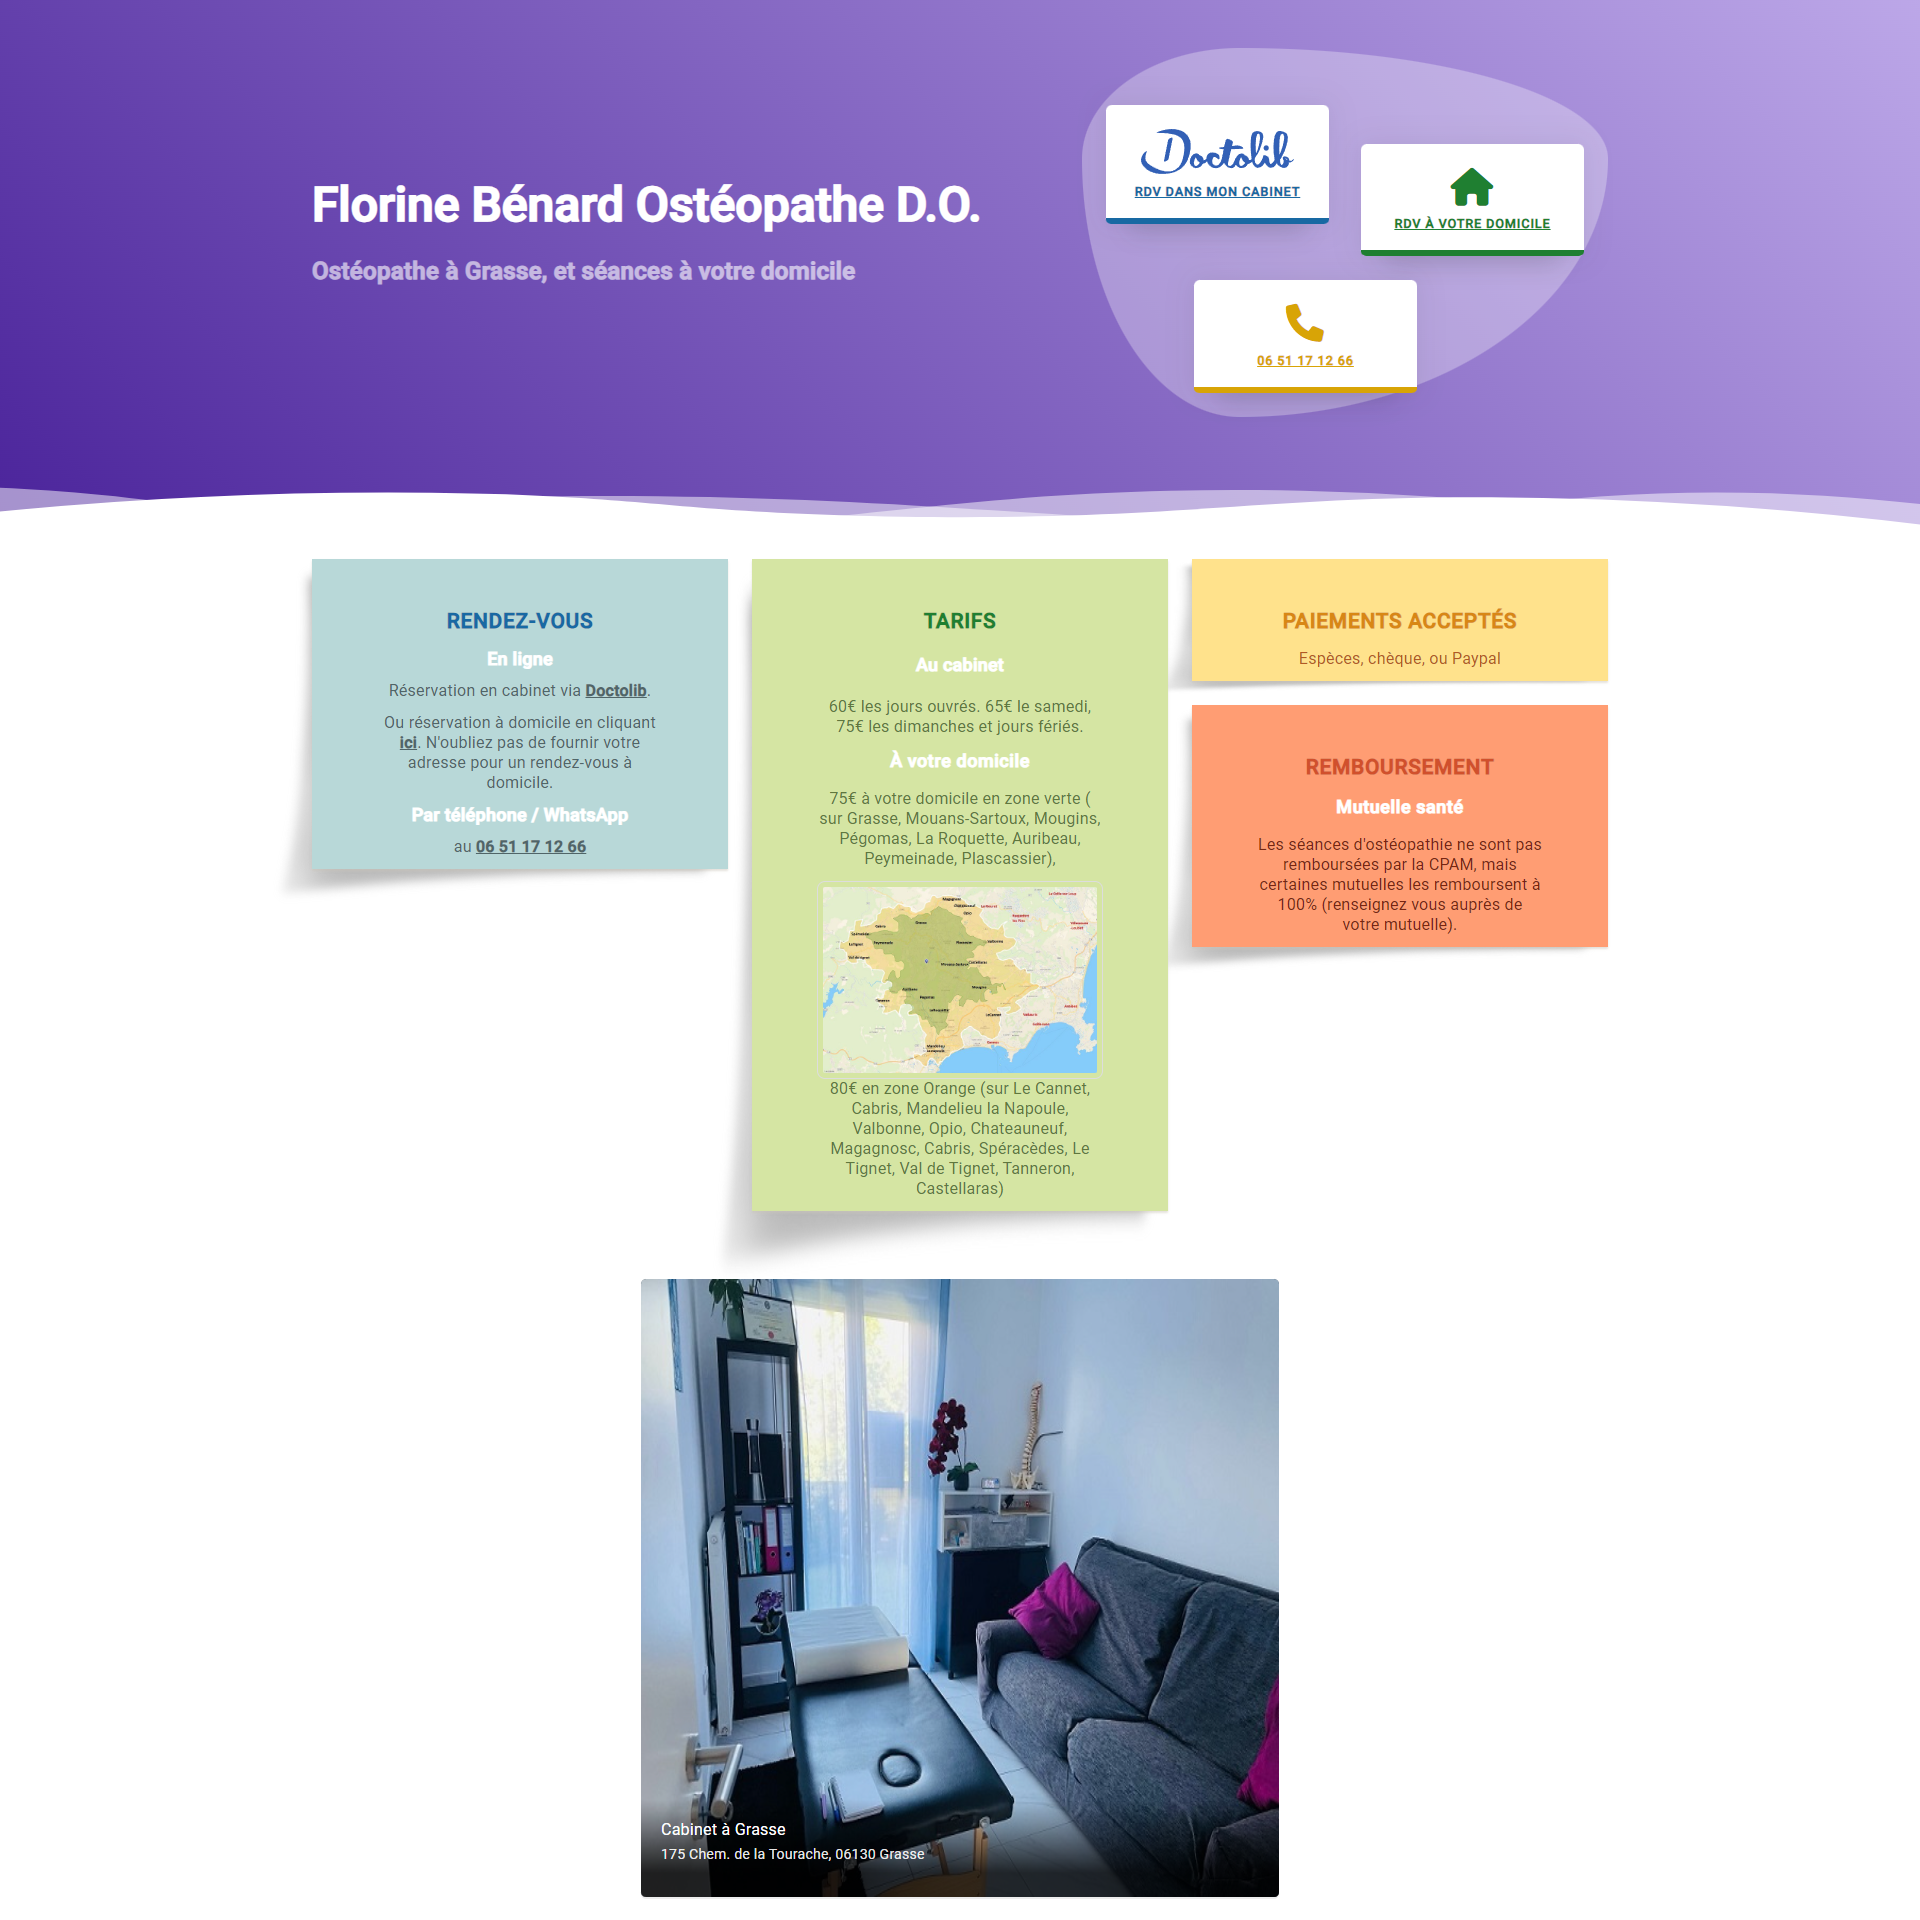 Florine Bénard Ostéopathe D.O.
Ostéopathe à Grasse, et séances à votre domicile
Doctolib
RDV DANS MON CABINET
RDV À VOTRE DOMICILE
06 51 17 12 66
RENDEZ-VOUS
En ligne
Réservation en cabinet via Doctolib.
Ou réservation à domicile en cliquant
ici. N'oubliez pas de fournir votre
adresse pour un rendez-vous à
domicile.
Par téléphone / WhatsApp
au 06 51 17 12 66
TARIFS
Au cabinet
60€ les jours ouvrés. 65€ le samedi,
75€ les dimanches et jours fériés.
À votre domicile
75€ à votre domicile en zone verte (
sur Grasse, Mouans-Sartoux, Mougins,
Pégomas, La Roquette, Auribeau,
Peymeinade, Plascassier),
80€ en zone Orange (sur Le Cannet,
Cabris, Mandelieu la Napoule,
Valbonne, Opio, Chateauneuf,
Magagnosc, Cabris, Spéracèdes, Le
Tignet, Val de Tignet, Tanneron,
Castellaras)
PAIEMENTS ACCEPTÉS
Espèces, chèque, ou Paypal
REMBOURSEMENT
Mutuelle santé
Les séances d'ostéopathie ne sont pas
remboursées par la CPAM, mais
certaines mutuelles les remboursent à
100% (renseignez vous auprès de
votre mutuelle).
Cabinet à Grasse
175 Chem. de la Tourache, 06130 Grasse